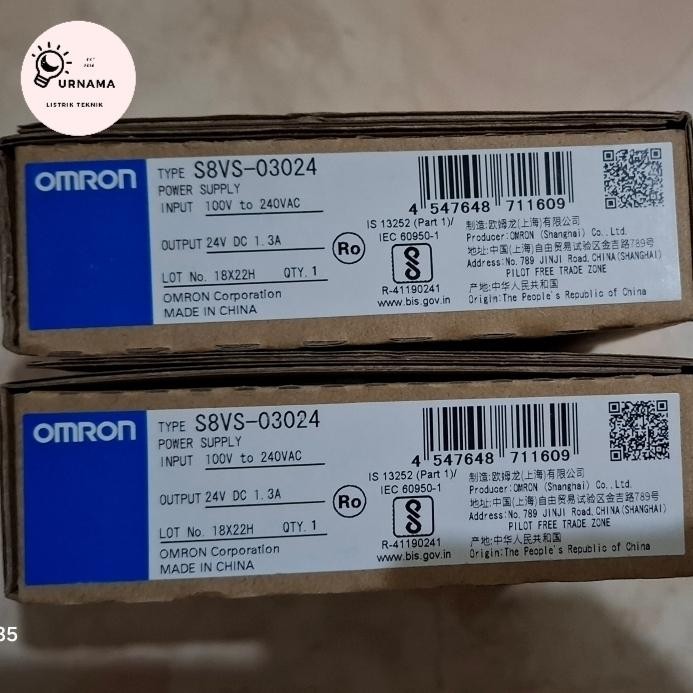 EST
URNAMA
LISTRIK TEKNIK
OMRON
TYPE S8VS-03024
POWER SUPPLY
INPUT 100V to 240VAC
OUTPUT 24V DC 1.3A
LOT No. 18X22H QTY. 1
OMRON Corporation
MADE IN CHINA
Ro
4 547648 711609
IS 13252 (Part 1)/
IEC 60950-1
R-41190241
www.bis.gov.in
制造:欧姆龙(上海)有限公司
Producer:OMRON (Shanghai) Co.,Ltd.
地址:中国(上海)自由贸易试验区金吉路789号
Address:No.789 JINJI Road,CHINA(SHANGHAI)
PILOT FREE TRADE ZONE
产地:中华人民共和国
Origin:The People's Republic of China
OMRON
TYPE S8VS-03024
POWER SUPPLY
INPUT 100V to 240VAC
OUTPUT 24V DC 1.3A
LOT No. 18X22H QTY. 1
OMRON Corporation
MADE IN CHINA
Ro
4 547648 711609
IS 13252 (Part 1)/
IEC 60950-1
R-41190241
www.bis.gov.in
制造:欧姆龙(上海)有限公司
Producer:OMRON (Shanghai) Co.,Ltd.
地址:中国(上海)自由贸易试验区金吉路789号
Address:No.789 JINJI Road,CHINA(SHANGHAI)
PILOT FREE TRADE ZONE
产地:中华人民共和国
Origin:The People's Republic of China
35